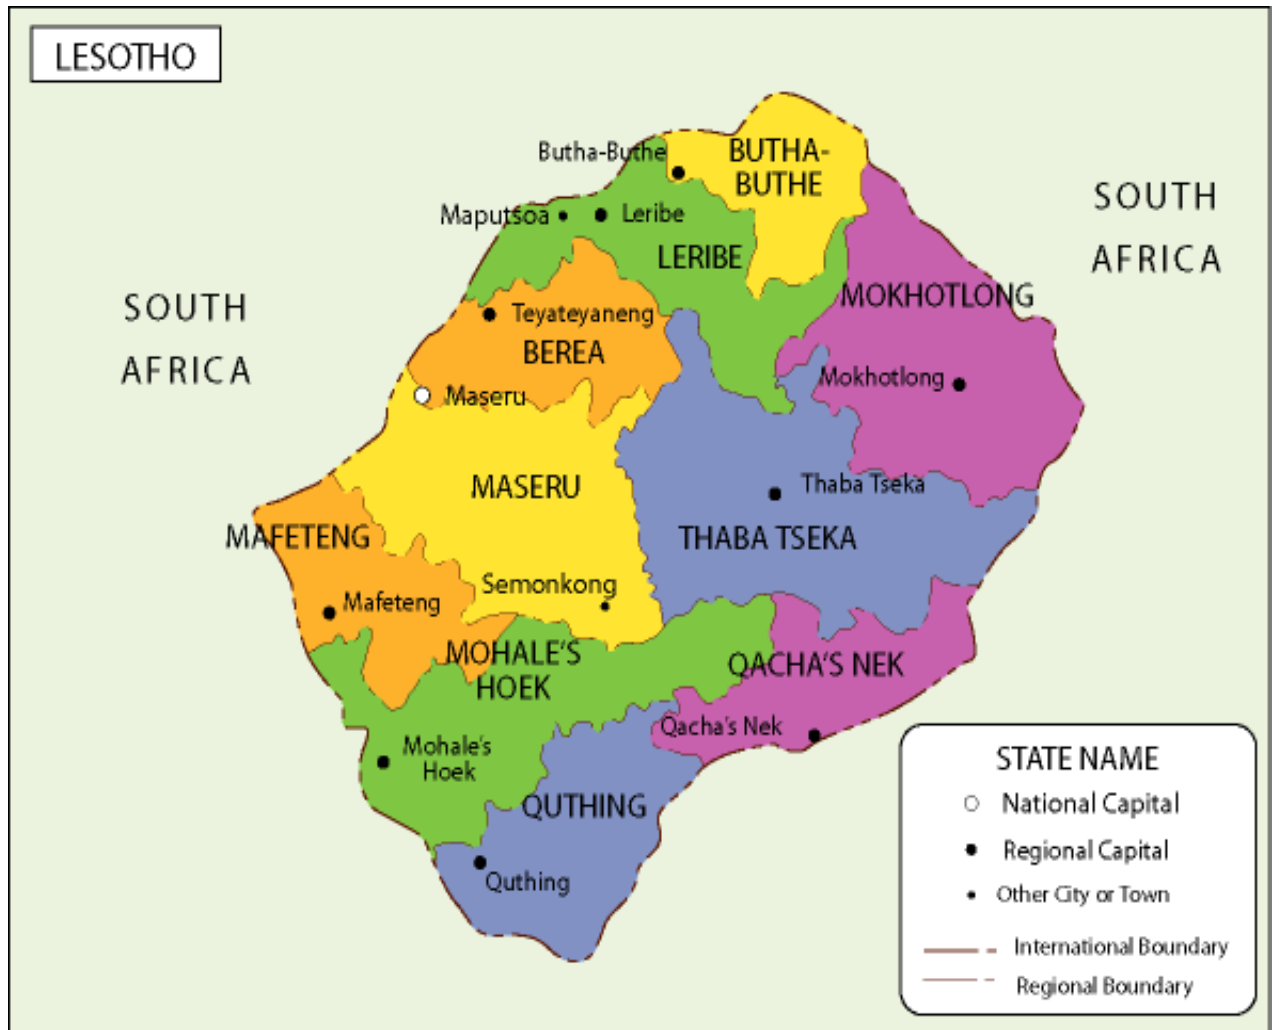 LESOTHO
Butha-Buthe
BUTHA-
BUTHE
SOUTH
AFRICA
Maputsoa
Leribe
LERIBE
SOUTH
AFRICA
MOKHOTLONG
Teyateyaneng
BEREA
Mokhotlong
Maseru
MASERU
Thaba Tseka
THABA TSEKA
MAFETENG
Semonkong
Mafeteng
MOHALE'S
HOEK
QACHA'S NEK
Qacha's Nek
Mohale's
Hoek
QUTHING
Quthing
STATE NAME
National Capital
Regional Capital
Other City or Town
International Boundary
Regional Boundary